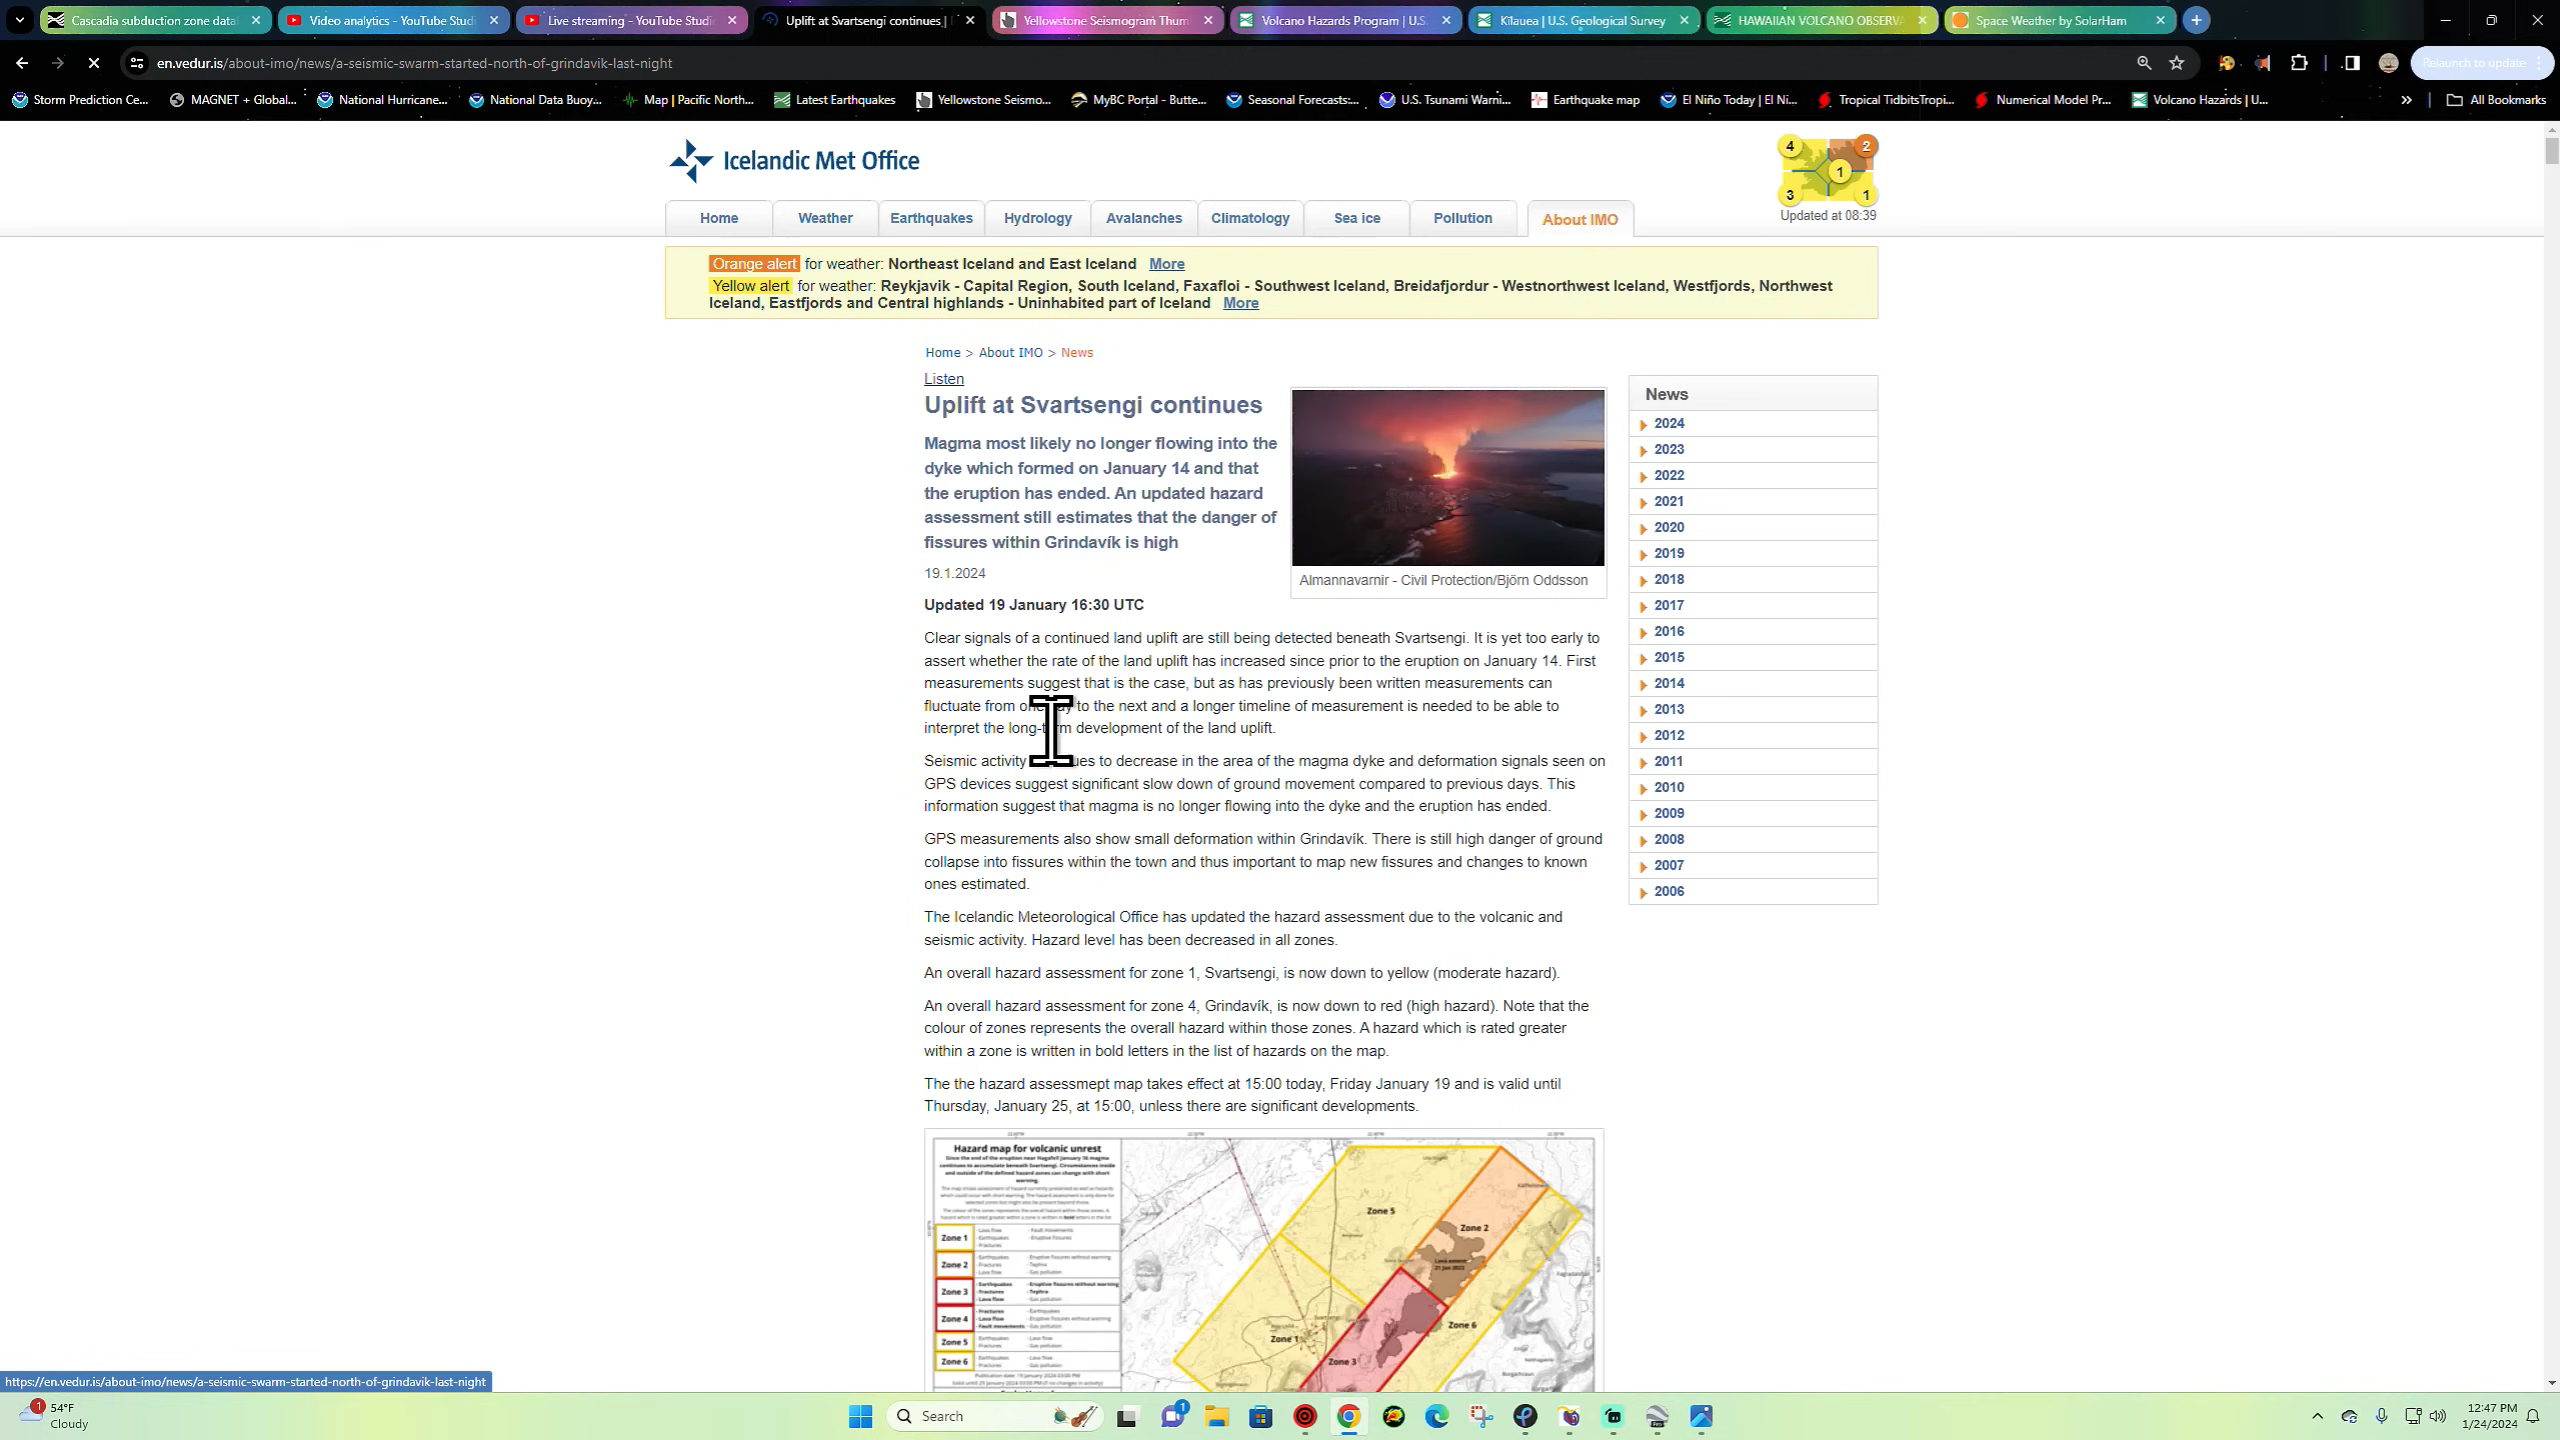 Cascadia subduction zone data
Video analytics - YouTube Studi
Live streaming - YouTube Studi
Uplift at Svartsengi continues |
Yellowstone Seismogram Thum
Volcano Hazards Program | U.S.
Kilauea | U.S. Geological Survey
HAWAIIAN VOLCANO OBSERVA
Space Weather by SolarHam
en.vedur.is/about-imo/news/a-seismic-swarm-started-north-of-grindavik-last-night
Relaunch to update
Storm Prediction Ce...
MAGNET + Global...
National Hurricane...
National Data Buoy...
Map | Pacific North...
Latest Earthquakes
Yellowstone Seismo...
MyBC Portal - Butte...
Seasonal Forecasts:...
U.S. Tsunami Warni...
Earthquake map
El Niño Today | El Ni...
Tropical TidbitsTropi...
Numerical Model Pr...
Volcano Hazards | U...
All Bookmarks
Icelandic Met Office
4
2
1
3
1
Updated at 08:39
Home
Weather
Earthquakes
Hydrology
Avalanches
Climatology
Sea ice
Pollution
About IMO
Orange alert for weather: Northeast Iceland and East Iceland More
Yellow alert for weather: Reykjavik - Capital Region, South Iceland, Faxafloi - Southwest Iceland, Breidafjordur - Westnorthwest Iceland, Westfjords, Northwest
Iceland, Eastfjords and Central highlands - Uninhabited part of Iceland More
Home > About IMO > News
Listen
Uplift at Svartsengi continues
Magma most likely no longer flowing into the
dyke which formed on January 14 and that
the eruption has ended. An updated hazard
assessment still estimates that the danger of
fissures within Grindavík is high
Almannavarnir - Civil Protection/Björn Oddsson
19.1.2024
Updated 19 January 16:30 UTC
Clear signals of a continued land uplift are still being detected beneath Svartsengi. It is yet too early to
assert whether the rate of the land uplift has increased since prior to the eruption on January 14. First
measurements suggest that is the case, but as has previously been written measurements can
fluctuate from to the next and a longer timeline of measurement is needed to be able to
interpret the development of the land uplift.
Seismic activity to decrease in the area of the magma dyke and deformation signals seen on
GPS devices suggest significant slow down of ground movement compared to previous days. This
information suggest that magma is no longer flowing into the dyke and the eruption has ended.
GPS measurements also show small deformation within Grindavík. There is still high danger of ground
collapse into fissures within the town and thus important to map new fissures and changes to known
ones estimated.
The Icelandic Meteorological Office has updated the hazard assessment due to the volcanic and
seismic activity. Hazard level has been decreased in all zones.
An overall hazard assessment for zone 1, Svartsengi, is now down to yellow (moderate hazard).
An overall hazard assessment for zone 4, Grindavík, is now down to red (high hazard). Note that the
colour of zones represents the overall hazard within those zones. A hazard which is rated greater
within a zone is written in bold letters in the list of hazards on the map.
The the hazard assessmept map takes effect at 15:00 today, Friday January 19 and is valid until
Thursday, January 25, at 15:00, unless there are significant developments.
News
2024
2023
2022
2021
2020
2019
2018
2017
2016
2015
2014
2013
2012
2011
2010
2009
2008
2007
2006
Hazard map for volcanic unrest
Zone 1
Zone 2
Zone 3
Zone 4
Zone 5
Zone 6
Zone 5
Zone 2
Zone 6
Zone 1
Zone 3
https://en.vedur.is/about-imo/news/a-seismic-swarm-started-north-of-grindavik-last-night
1
54°F
Cloudy
Search
1
12:47 PM
1/24/2024